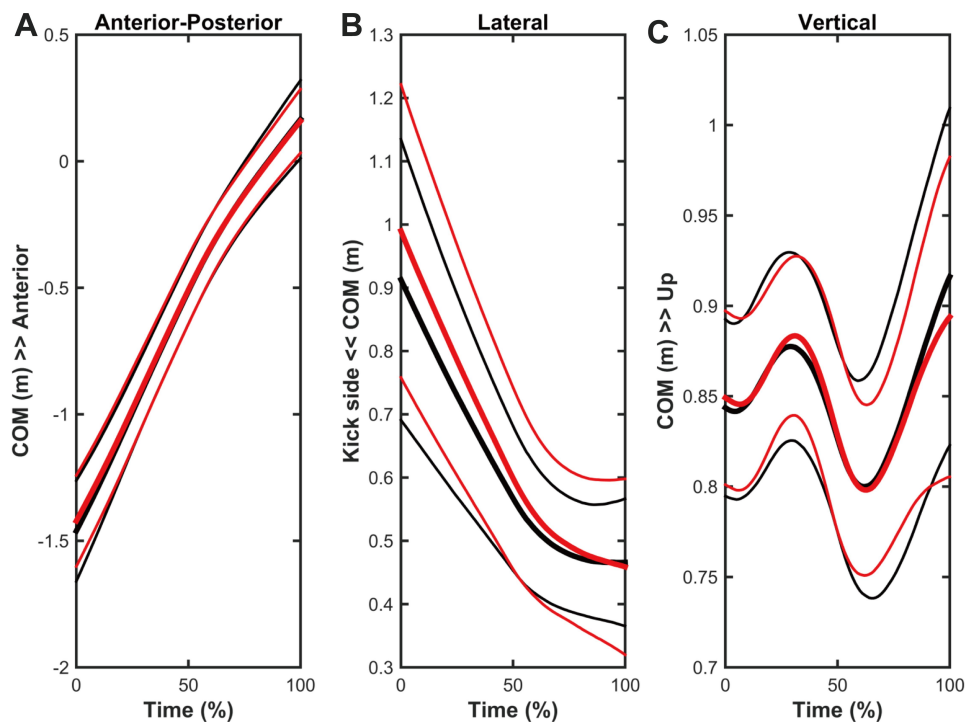 A
Anterior-Posterior
0.5
0
-0.5
-1
-1.5
-2
0
50
100
COM (m) >> Anterior
Time (%)
B
Lateral
1.3
1.2
1.1
1
0.9
0.8
0.7
0.6
0.5
0.4
0.3
0
50
100
Kick side << COM (m)
Time (%)
C
Vertical
1.05
1
0.95
0.9
0.85
0.8
0.75
0.7
0
50
100
COM (m) >> Up
Time (%)